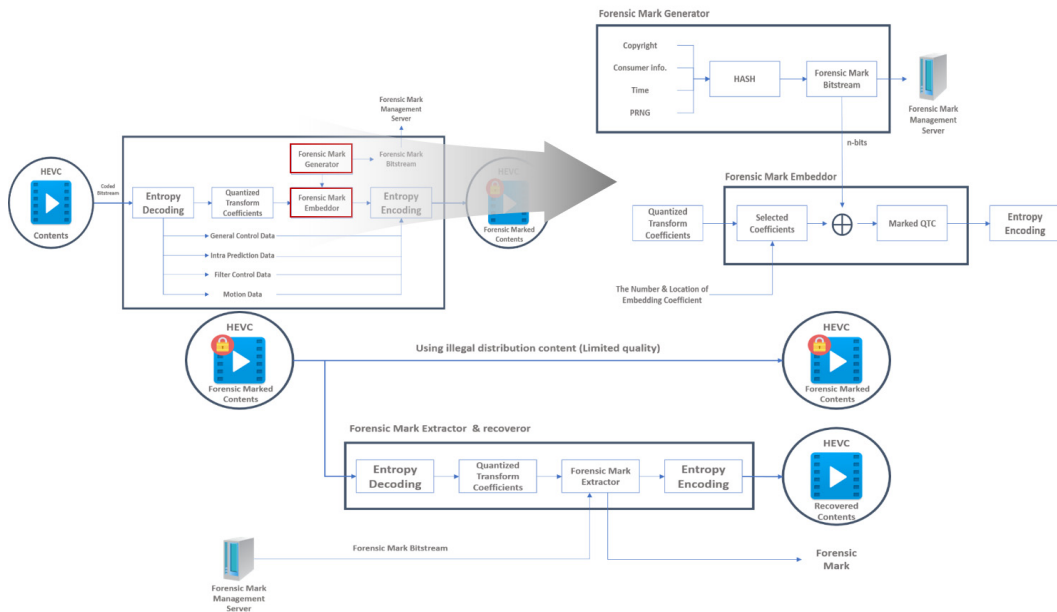 Forensic Mark Generator
Copyright
Consumer info.
Time
PRNG
HASH
Forensic Mark
Bitstream
Forensic Mark
Management
Server
n-bits
Forensic Mark
Management
Server
HEVC
Contents
Coded
Bitstream
Entropy
Decoding
Quantized
Transform
Coefficients
Forensic Mark
Generator
Forensic Mark
Embeddor
Forensic Mark
Bitstream
Entropy
Encoding
General Control Data
Intra Prediction Data
Filter Control Data
Motion Data
HEVC
Forensic Marked
Contents
Forensic Mark Embeddor
Quantized
Transform
Coefficients
Selected
Coefficients
Marked QTC
Entropy
Encoding
The Number & Location of
Embedding Coefficient
HEVC
Forensic Marked
Contents
Using illegal distribution content (Limited quality)
HEVC
Forensic Marked
Contents
Forensic Mark Extractor & recoveror
Entropy
Decoding
Quantized
Transform
Coefficients
Forensic Mark
Extractor
Entropy
Encoding
HEVC
Recovered
Contents
Forensic Mark Bitstream
Forensic
Mark
Forensic Mark
Management
Server